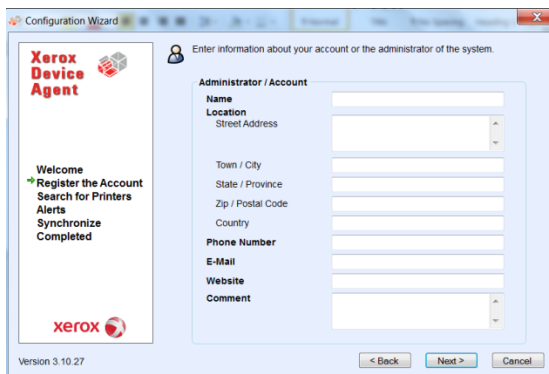 Configuration Wizard
Xerox
Device
Agent
Welcome
Register the Account
Search for Printers
Alerts
Synchronize
Completed
xerox
Enter information about your account or the administrator of the system.
Administrator / Account
Name
Location
Street Address
Town / City
State / Province
Zip / Postal Code
Country
Phone Number
E-Mail
Website
Comment
Version 3.10.27
< Back Next > Cancel